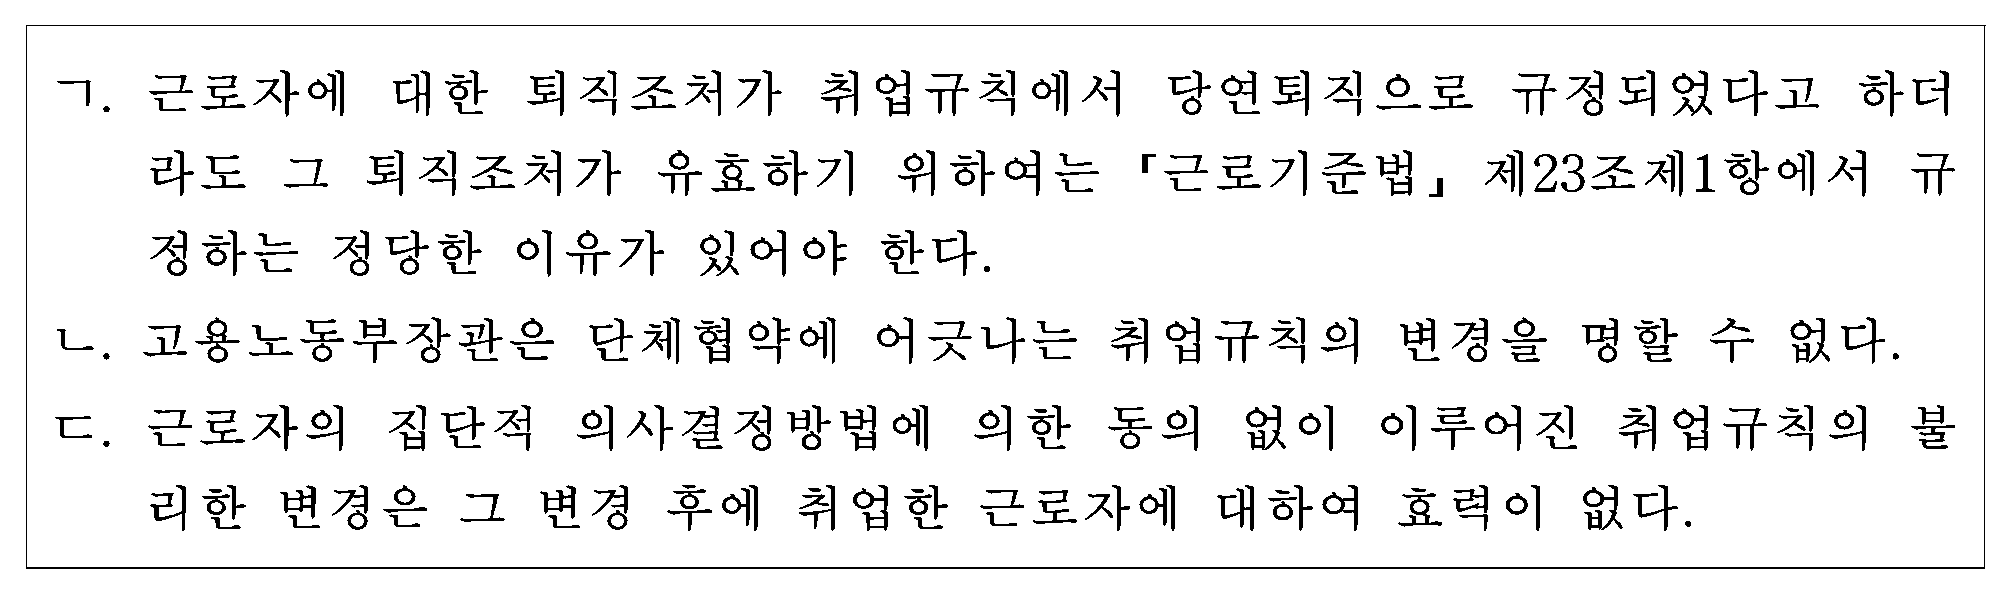 ㄱ. 근로자에 대한 퇴직조처가 취업규칙에서 당연퇴직으로 규정되었다고 하더
라도 그 퇴직조처가 유효하기 위하여는 「근로기준법」 제23조제1항에서 규
정하는 정당한 이유가 있어야 한다.
ㄴ. 고용노동부장관은 단체협약에 어긋나는 취업규칙의 변경을 명할 수 없다.
ㄷ. 근로자의 집단적 의사결정방법에 의한 동의 없이 이루어진 취업규칙의 불
리한 변경은 그 변경 후에 취업한 근로자에 대하여 효력이 없다.